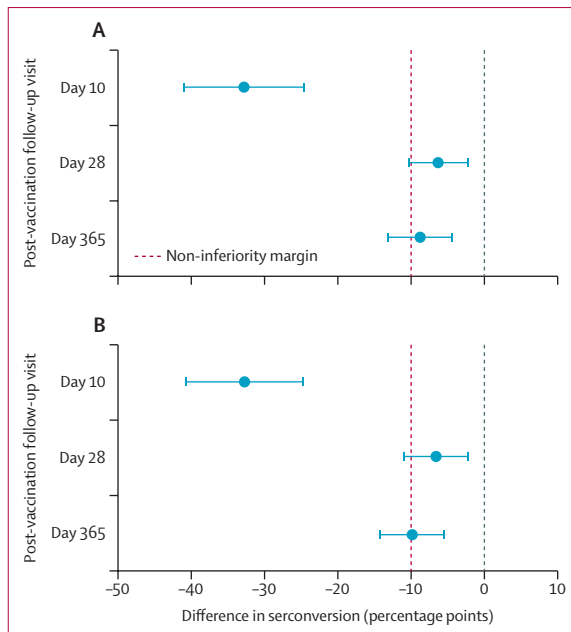 A
Post-vaccination follow-up visit
Day 10
Day 28
Day 365
Non-inferiority margin
B
Post-vaccination follow-up visit
Day 10
Day 28
Day 365
–50 –40 –30 –20 –10 0 10
Difference in serconversion (percentage points)